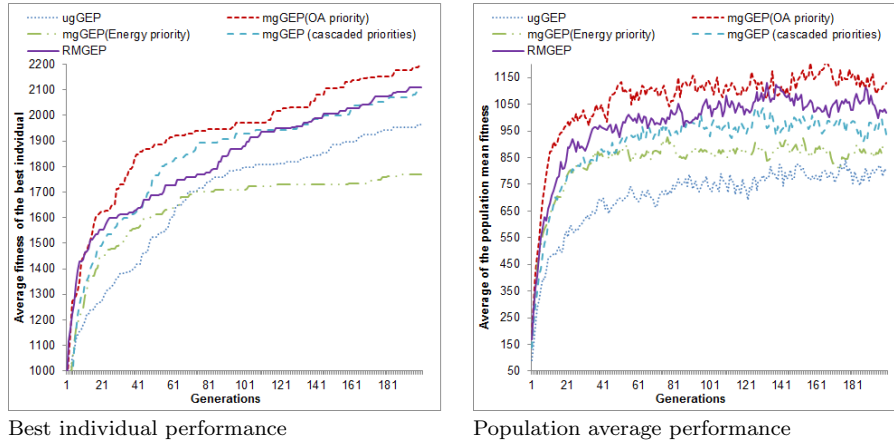 ugGEP
mgGEP(OA priority)
mgGEP(Energy priority)
mgGEP (cascaded priorities)
RMGEP
Average fitness of the best indvidual
2200
2100
2000
1900
1800
1700
1600
1500
1400
1300
1200
1100
1000
1 21 41 61 81 101 121 141 161 181
Generations
Best individual performance
ugGEP
mgGEP(OA priority)
mgGEP(Energy priority)
mgGEP (cascaded priorities)
RMGEP
Average of the population mean fitness
1150
1050
950
850
750
650
550
450
350
250
150
50
1 21 41 61 81 101 121 141 161 181
Generations
Population average performance